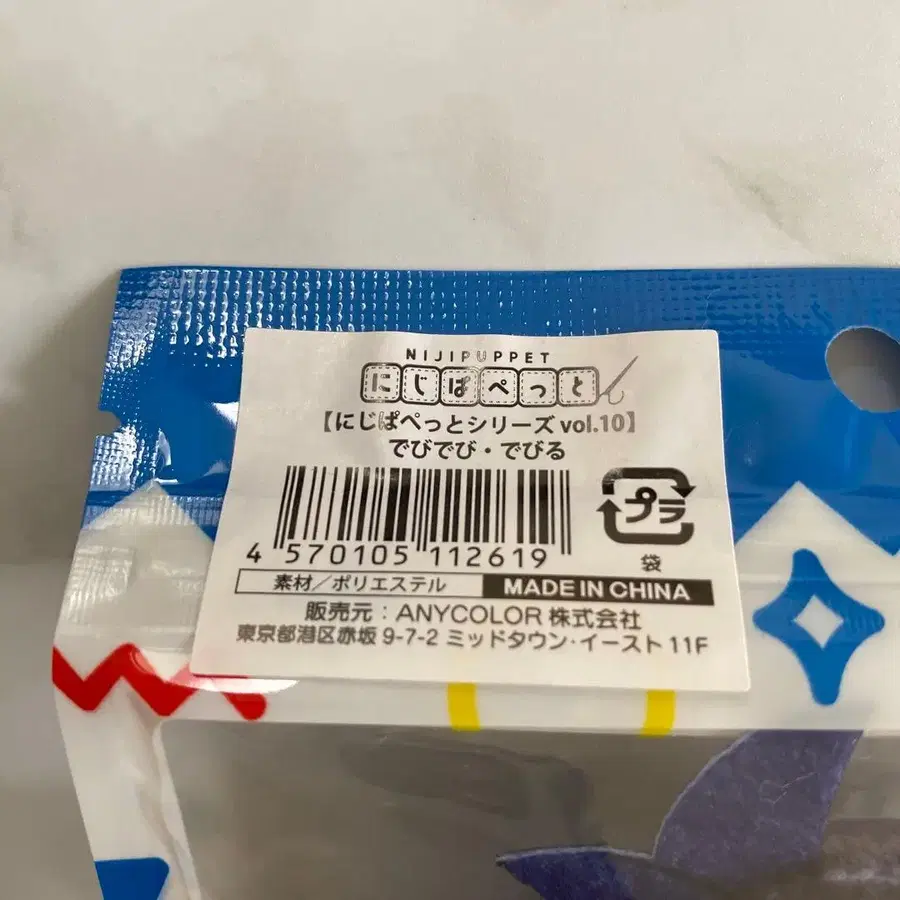 NIJIPUPPET
にじぱぺっと
【にじぱぺっとシリーズ vol.10】
でびでび・でびる
4 570105 112619
プラ
袋
素材/ポリエステル MADE IN CHINA
販売元:ANYCOLOR 株式会社
東京都港区赤坂 9-7-2 ミッドタウン・イースト 11F